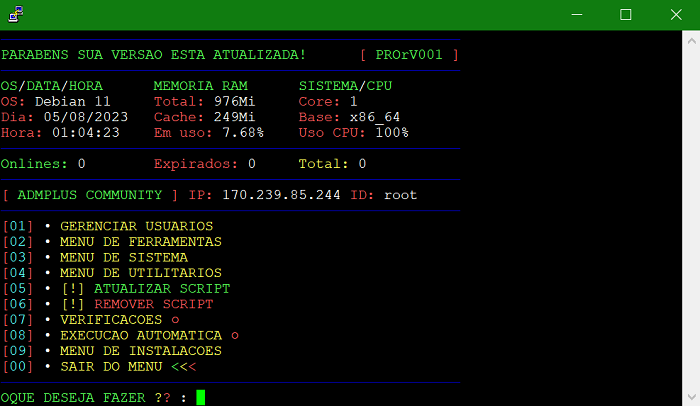 PARABENS SUA VERSAO ESTA ATUALIZADA! [ PROrV001 ]
OS/DATA/HORA MEMORIA RAM SISTEMA/CPU
OS: Debian 11 Total: 976Mi Core: 1
Dia: 05/08/2023 Cache: 249Mi Base: x86_64
Hora: 01:04:23 Em uso: 7.68% Uso CPU: 100%
Onlines: 0 Expirados: 0 Total: 0
[ ADMPLUS COMMUNITY ] IP: 170.239.85.244 ID: root
[01] • GERENCIAR USUARIOS
[02] • MENU DE FERRAMENTAS
[03] • MENU DE SISTEMA
[04] • MENU DE UTILITARIOS
[05] • [!] ATUALIZAR SCRIPT
[06] • [!] REMOVER SCRIPT
[07] • VERIFICACOES o
[08] • EXECUCAO AUTOMATICA o
[09] • MENU DE INSTALACOES
[00] • SAIR DO MENU <<<
OQUE DESEJA FAZER ?? :